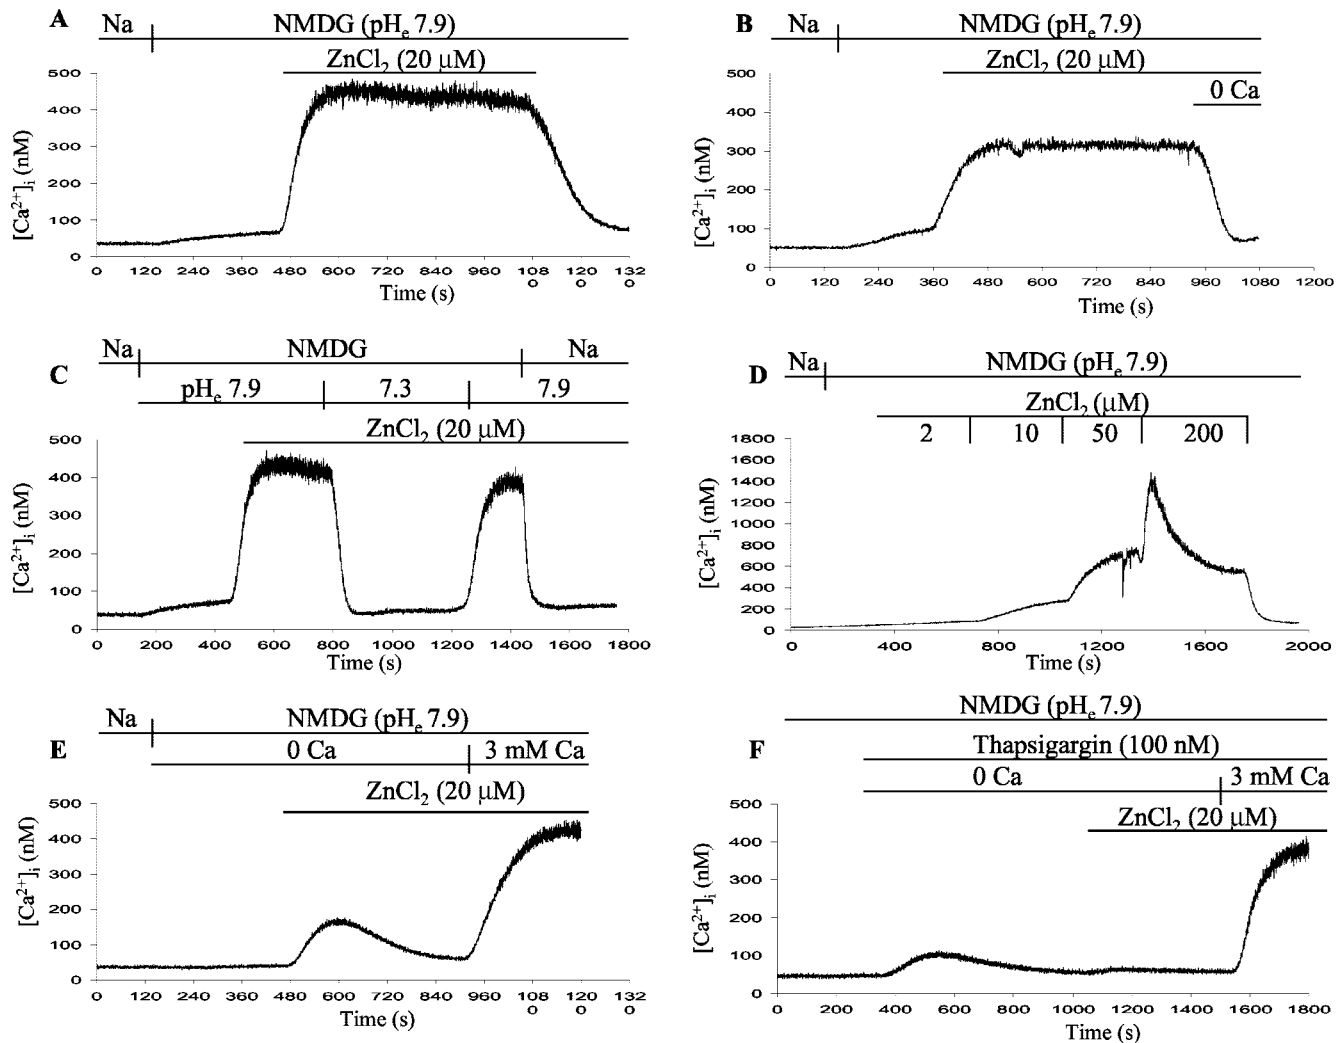 A
Na NMDG (pHe 7.9)
ZnCl2 (20 μM)
[Ca2+]i (nM)
500
400
300
200
100
0
0 120 240 360 480 600 720 840 960 108 120 132
0 0 0
Time (s)
B
Na NMDG (pHe 7.9)
ZnCl2 (20 μM)
0 Ca
[Ca2+]i (nM)
500
400
300
200
100
0
0 120 240 360 480 600 720 840 960 1080 1200
Time (s)
C
Na NMDG Na
pHe 7.9 7.3 7.9
ZnCl2 (20 μM)
[Ca2+]i (nM)
500
400
300
200
100
0
0 200 400 600 800 1000 1200 1400 1600 1800
Time (s)
D
Na NMDG (pHe 7.9)
ZnCl2 (μM)
2 10 50 200
[Ca2+]i (nM)
1800
1600
1400
1200
1000
800
600
400
200
0
0 400 800 1200 1600 2000
Time (s)
E
Na NMDG (pHe 7.9)
0 Ca 3 mM Ca
ZnCl2 (20 μM)
[Ca2+]i (nM)
500
400
300
200
100
0
0 120 240 360 480 600 720 840 960 108 120 132
0 0 0
Time (s)
F
NMDG (pHe 7.9)
Thapsigargin (100 nM)
0 Ca 3 mM Ca
ZnCl2 (20 μM)
[Ca2+]i (nM)
500
400
300
200
100
0
0 200 400 600 800 1000 1200 1400 1600 1800
Time (s)